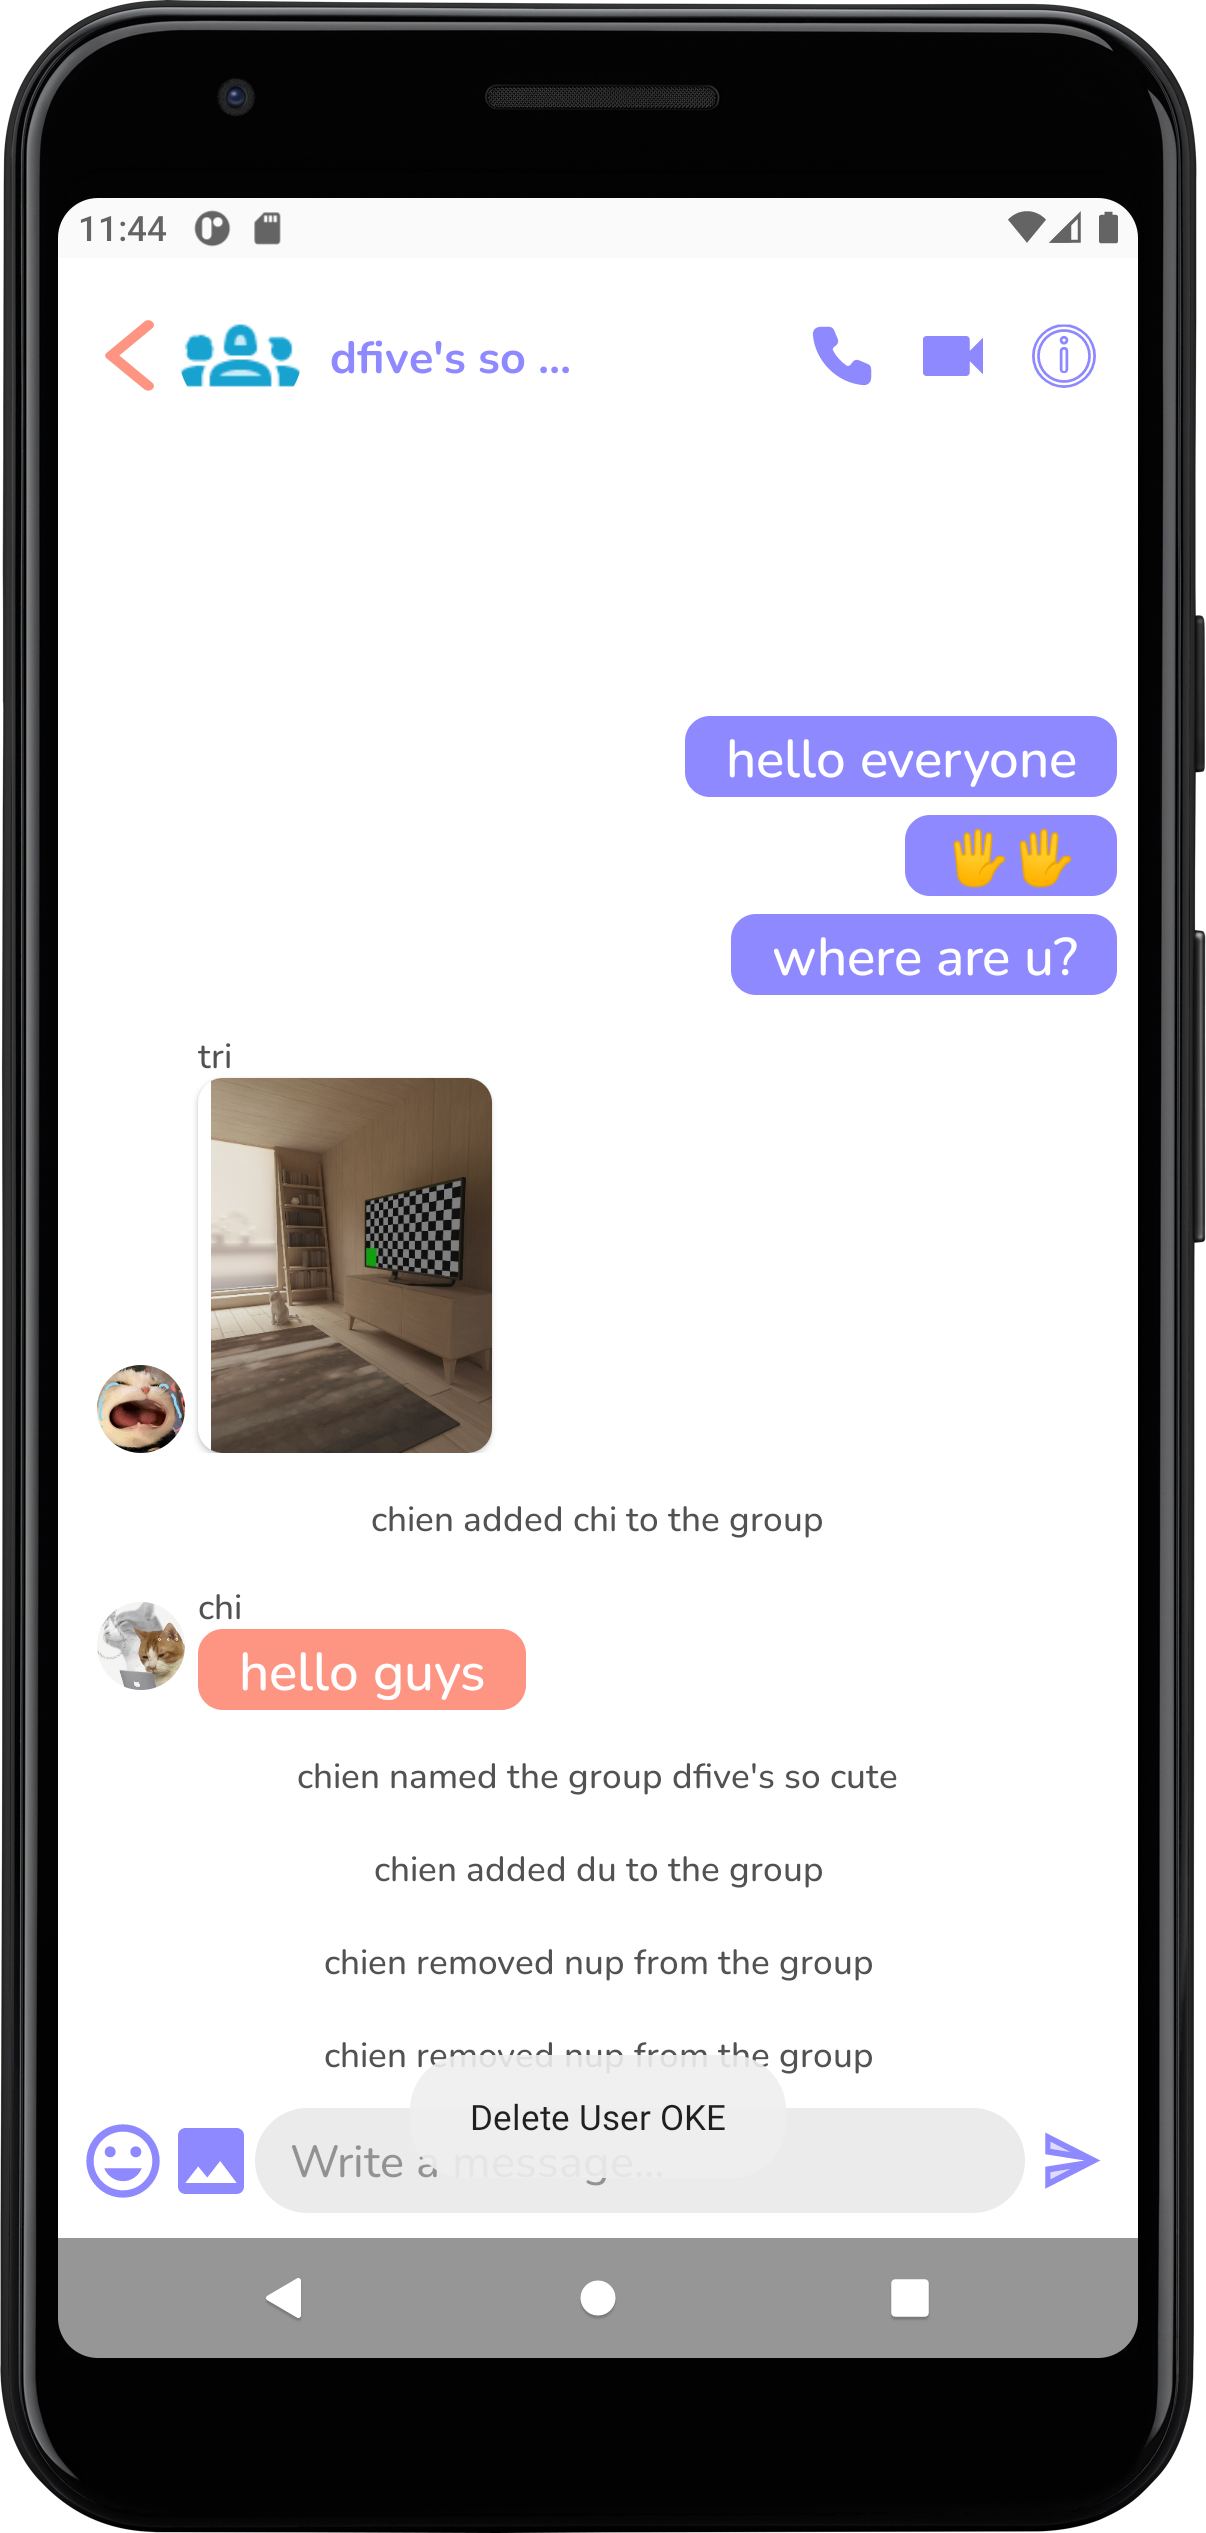 11:44
dfive's so ...
hello everyone
🖐🖐
where are u?
tri
chien added chi to the group
chi
hello guys
chien named the group dfive's so cute
chien added du to the group
chien removed nup from the group
chien removed nup from the group
Delete User OKE
Write a message...